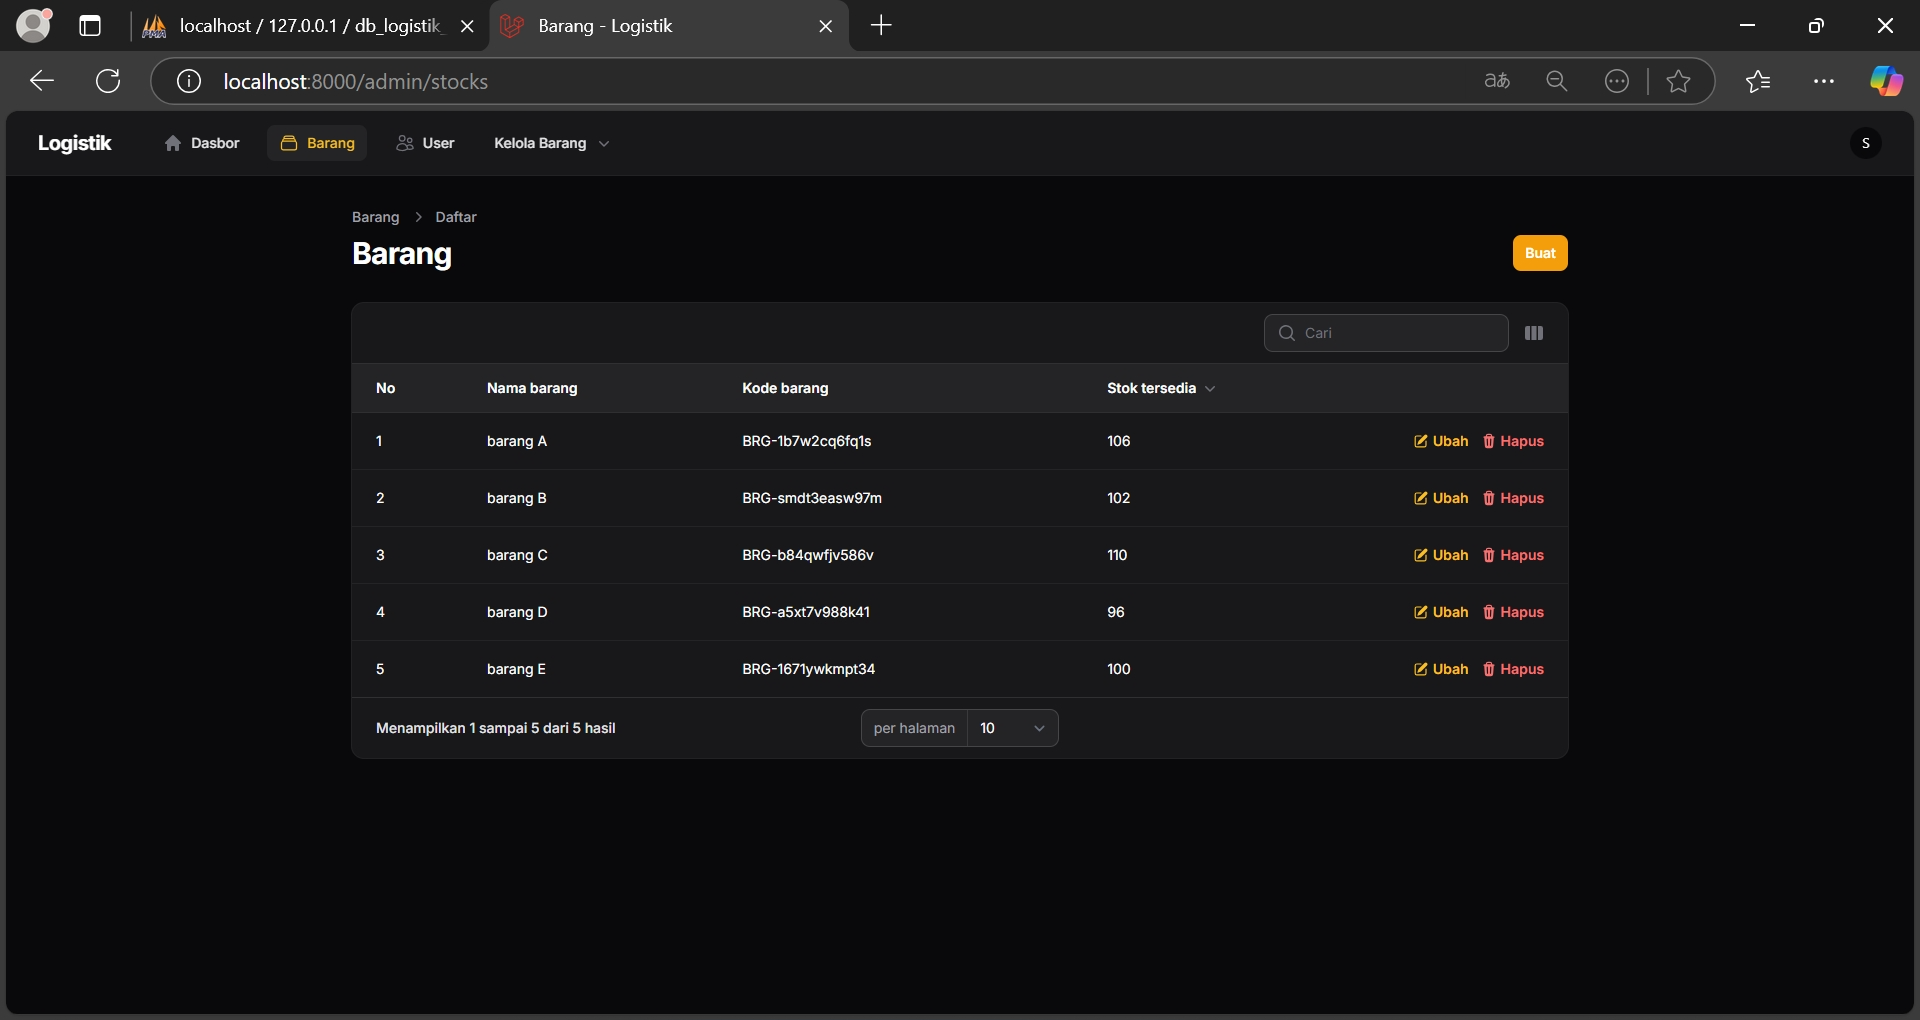 localhost / 127.0.0.1 / db_logistik_
Barang - Logistik
localhost:8000/admin/stocks
Logistik Dasbor Barang User Kelola Barang S
Barang > Daftar
Barang
Buat
Cari
No Nama barang Kode barang Stok tersedia
1 barang A BRG-1b7w2cq6fq1s 106 Ubah Hapus
2 barang B BRG-smdt3easw97m 102 Ubah Hapus
3 barang C BRG-b84qwfjv586v 110 Ubah Hapus
4 barang D BRG-a5xt7v988k41 96 Ubah Hapus
5 barang E BRG-1671ywkmpt34 100 Ubah Hapus
Menampilkan 1 sampai 5 dari 5 hasil per halaman 10